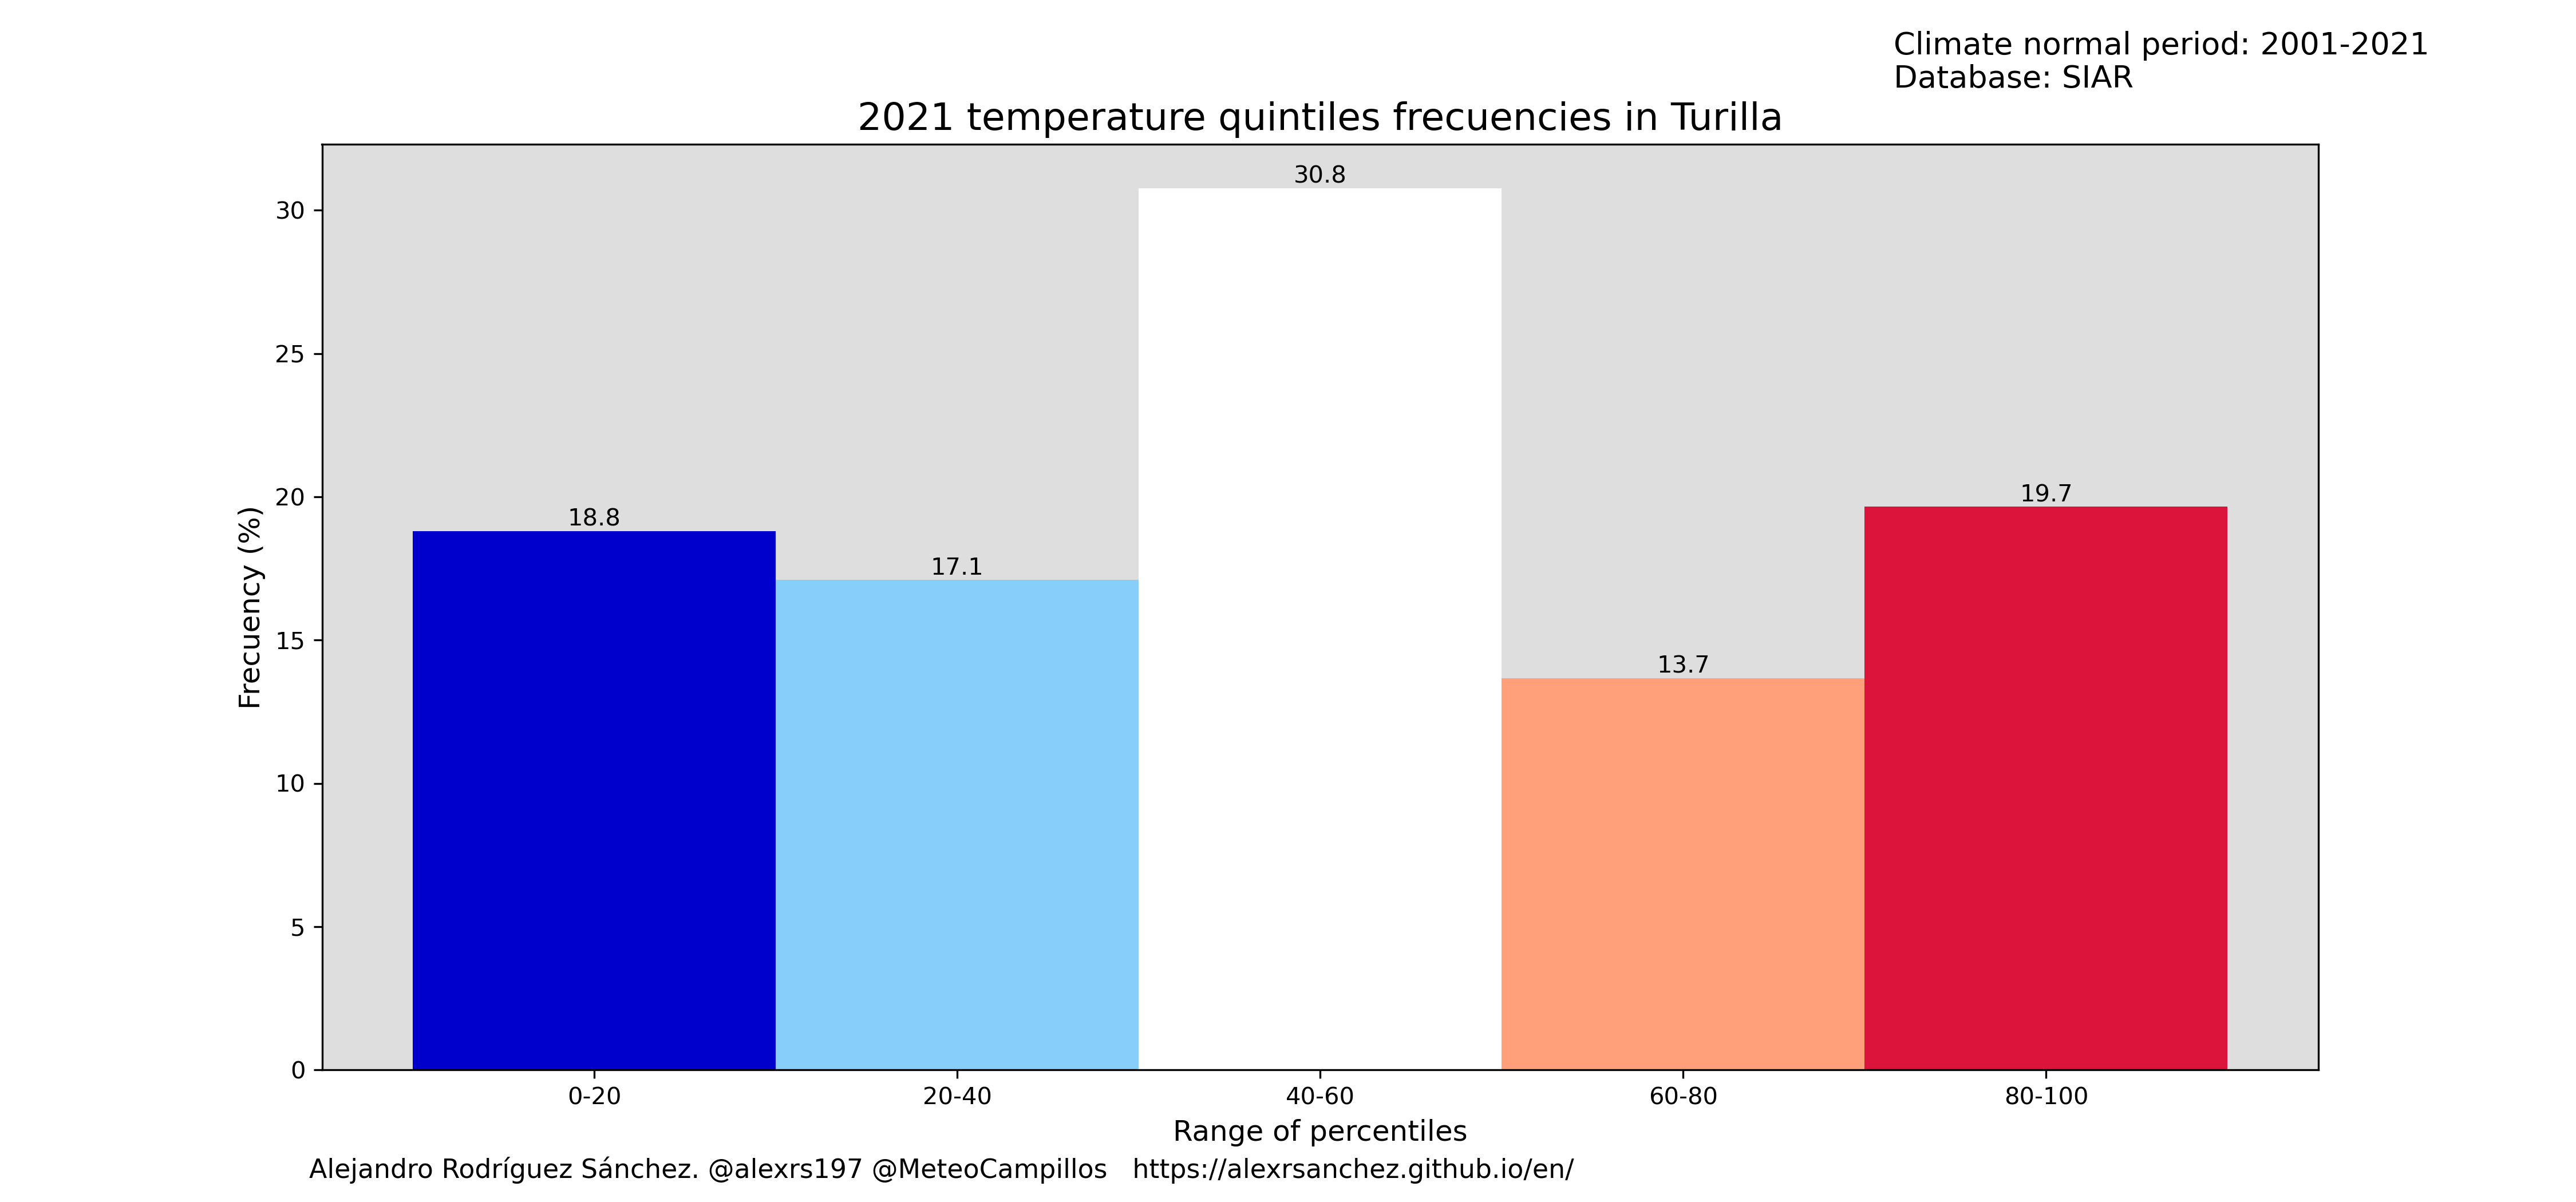 Climate normal period: 2001-2021
Database: SIAR
2021 temperature quintiles frecuencies in Turilla
30.8
30
25
20
19.7
18.8
17.1
15
13.7
10
5
0
Frecuency (%)
0-20 20-40 40-60 60-80 80-100
Range of percentiles
Alejandro Rodríguez Sánchez. @alexrs197 @MeteoCampillos https://alexrsanchez.github.io/en/